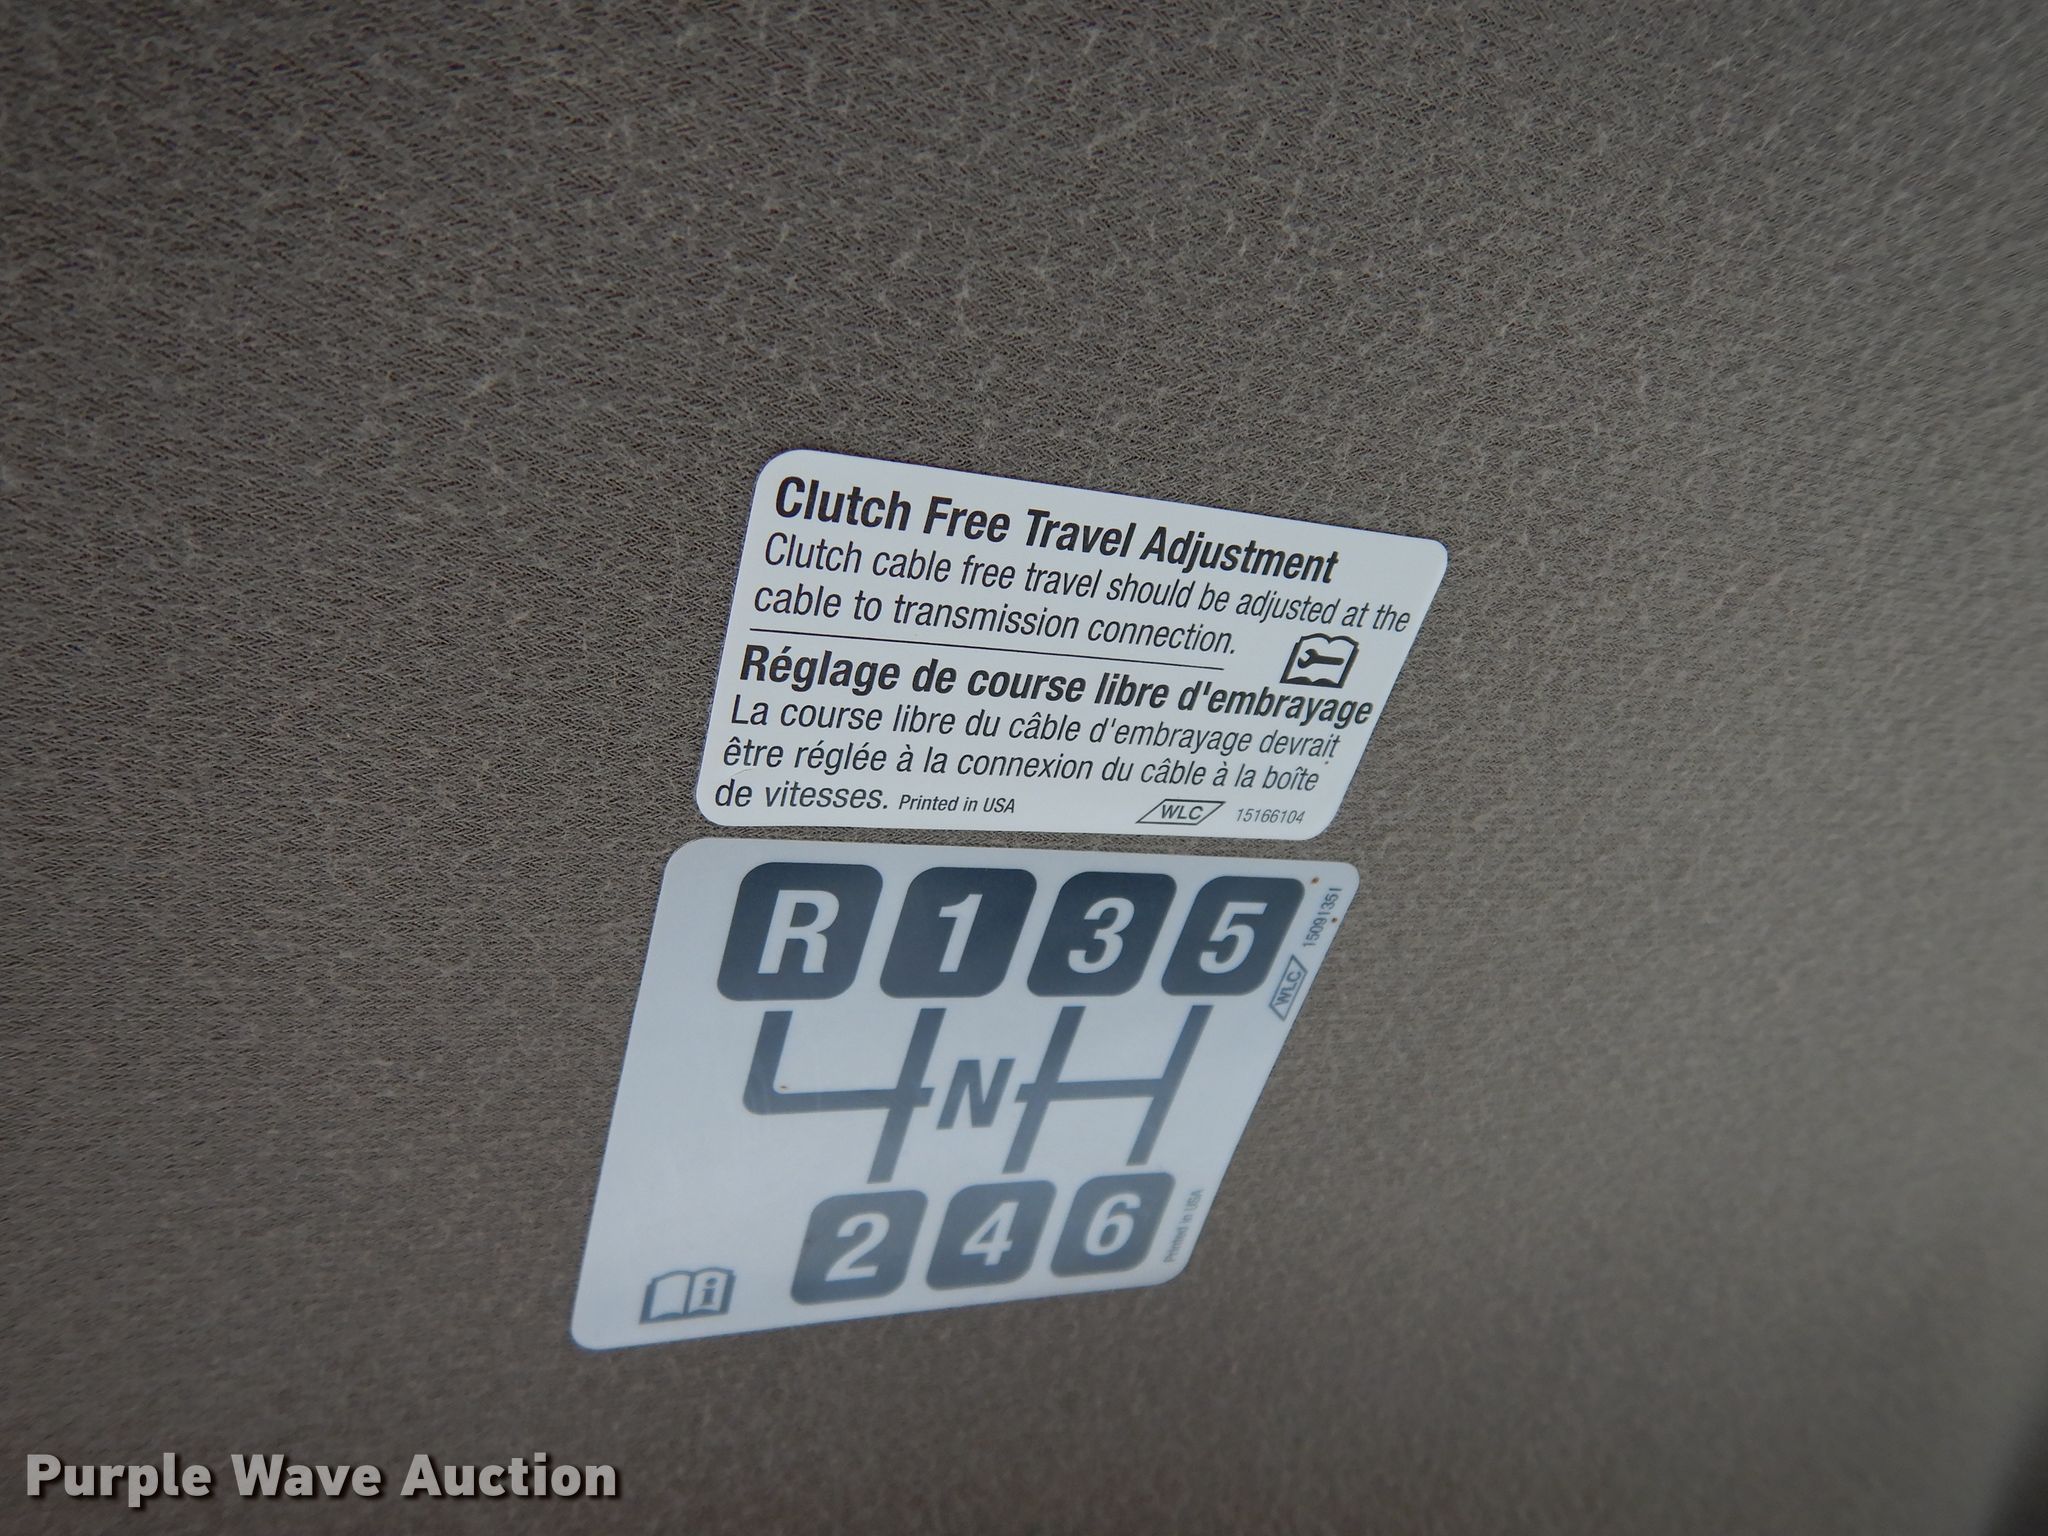 Clutch Free Travel Adjustment
Clutch cable free travel should be adjusted at the
cable to transmission connection.
Réglage de course libre d'embrayage
La course libre du câble d'embrayage devrait
être réglée à la connexion du câble à la boîte
de vitesses. Printed in USA WLC 15166104
R 1 3 5
WLC 15091351
N
2 4 6
Printed in USA
i
Purple Wave Auction